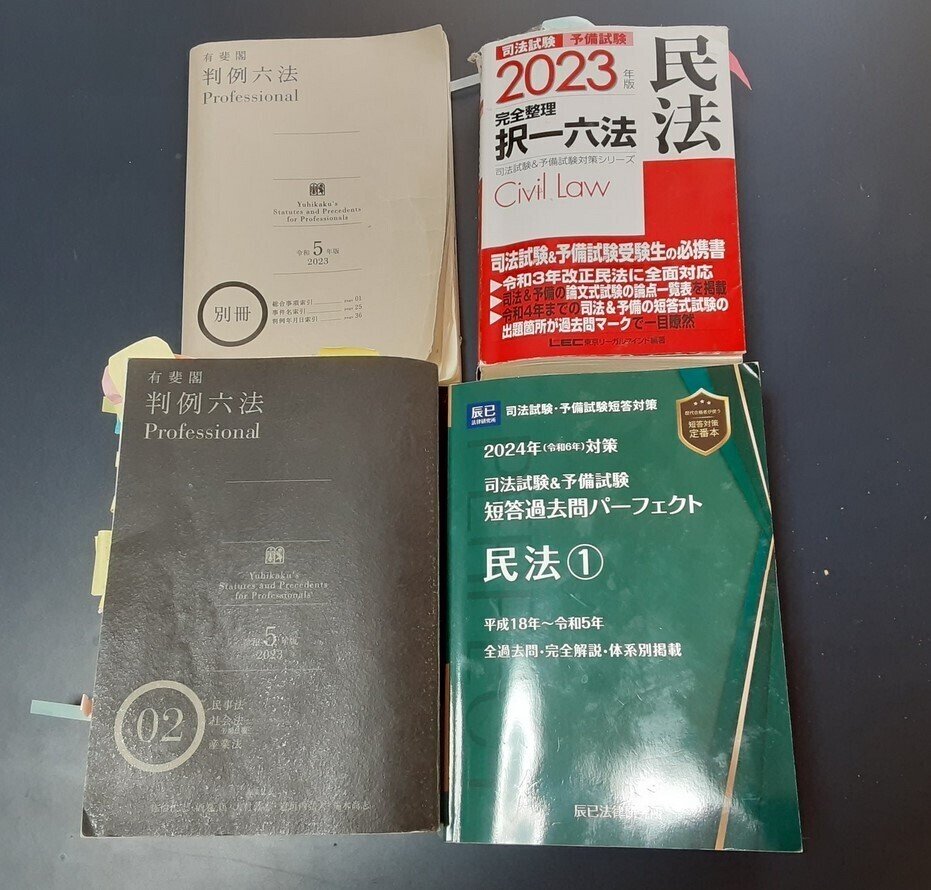 有斐閣
判例六法
Professional
Yuhikaku's
Statutes and Precedents
for Professionals
令和5年版
2023
別冊
総合事項索引 page 01
事件名索引 page 25
判例年月日索引 page 36
司法試験 予備試験
2023年版
民法
完全整理
択一六法
司法試験&予備試験対策シリーズ
Civil Law
司法試験&予備試験受験生の必携書
▶令和3年改正民法に全面対応
▶司法&予備の論文式試験の論点一覧表を掲載
▶令和4年までの司法&予備の短答式試験の
出題箇所が過去問マークで一目瞭然
LEC東京リーガルマインド編著
有斐閣
判例六法
Professional
Yuhikaku's
Statutes and Precedents
for Professionals
令和5年版
2023
02
民事法
社会法
産業法
辰已
法律研究所
司法試験・予備試験短答対策
歴代合格者が使う
短答対策
定番本
2024年(令和6年)対策
司法試験&予備試験
短答過去問パーフェクト
民法①
平成18年~令和5年
全過去問・完全解説・体系別掲載
辰已法律研究所